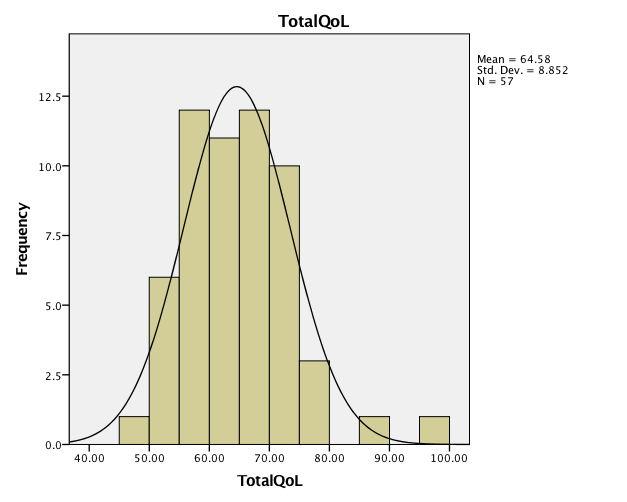 TotalQoL
Mean = 64.58
Std. Dev. = 8.852
N = 57
Frequency
12.5
10.0
7.5
5.0
2.5
0.0
40.00 50.00 60.00 70.00 80.00 90.00 100.00
TotalQoL